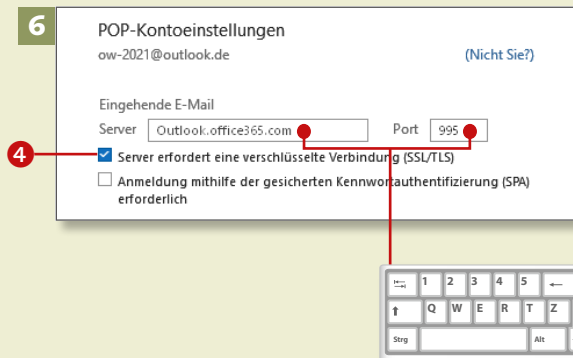 6
POP-Kontoeinstellungen
ow-2021@outlook.de (Nicht Sie?)
Eingehende E-Mail
Server Outlook.office365.com Port 995
4 Server erfordert eine verschlüsselte Verbindung (SSL/TLS)
Anmeldung mithilfe der gesicherten Kennwortauthentifizierung (SPA)
erforderlich
1 2 3 4 5
Q W E R T Z
Strg Alt